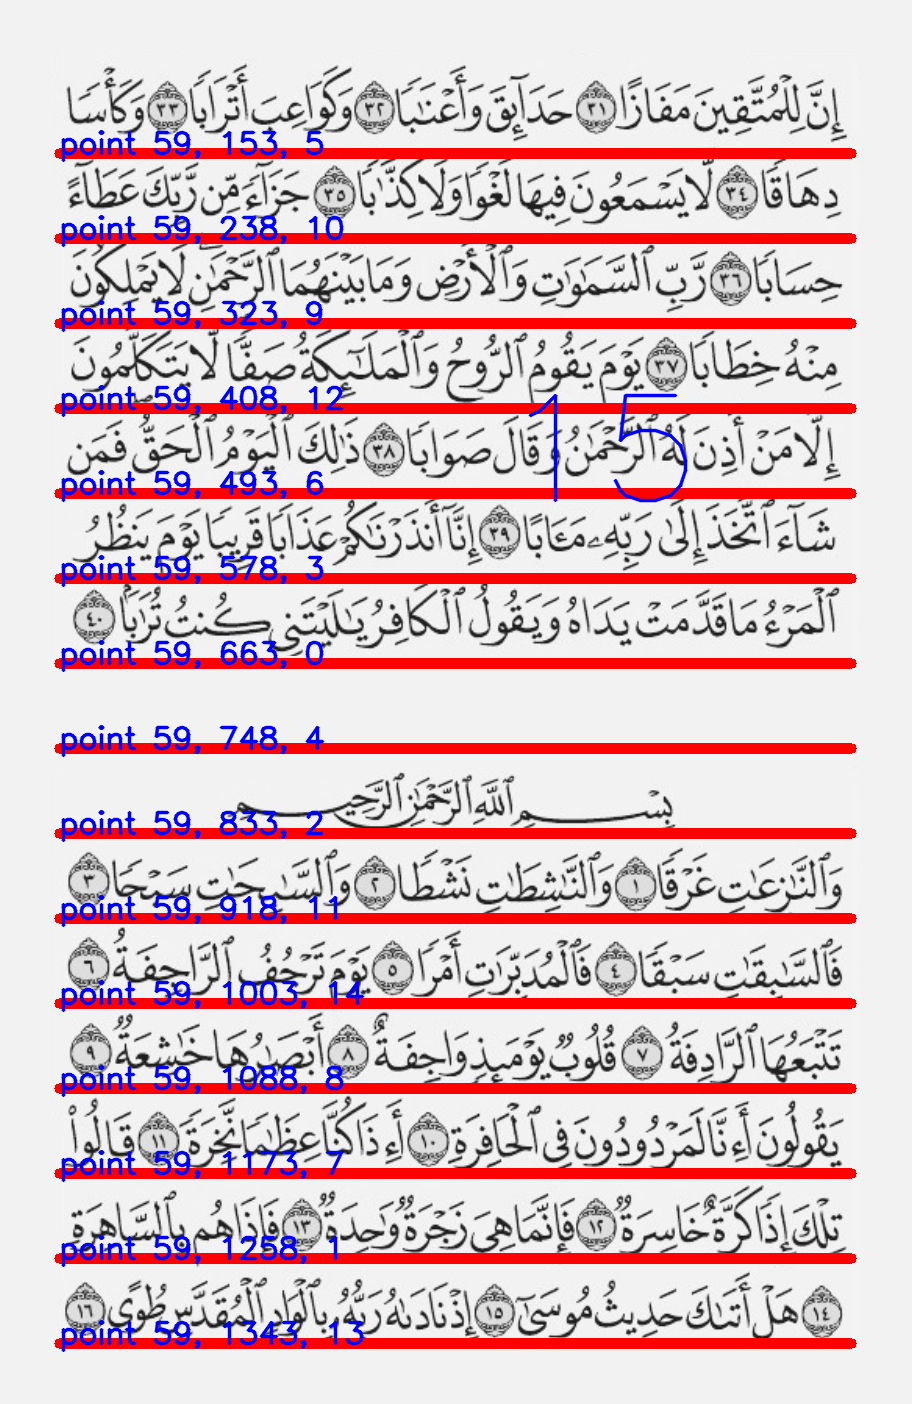 إِنَّ لِلْمُتَّقِينَ مَفَازًا ٣١ حَدَآئِقَ وَأَعْنَٰبًا ٣٢ وَكَوَاعِبَ أَتْرَابًا ٣٣ وَكَأْسًا
point 59, 153, 5
دِهَاقًا ٣٤ لَّا يَسْمَعُونَ فِيهَا لَغْوًا وَلَا كِذَّٰبًا ٣٥ جَزَآءً مِّن رَّبِّكَ عَطَآءً
point 59, 238, 10
حِسَابًا ٣٦ رَّبِّ ٱلسَّمَٰوَٰتِ وَٱلْأَرْضِ وَمَا بَيْنَهُمَا ٱلرَّحْمَٰنِ لَا يَمْلِكُونَ
point 59, 323, 9
مِنْهُ خِطَابًا ٣٧ يَوْمَ يَقُومُ ٱلرُّوحُ وَٱلْمَلَٰٓئِكَةُ صَفًّا لَّا يَتَكَلَّمُونَ
point 59, 408, 12
15
إِلَّا مَنْ أَذِنَ لَهُ ٱلرَّحْمَٰنُ وَقَالَ صَوَابًا ٣٨ ذَٰلِكَ ٱلْيَوْمُ ٱلْحَقُّ فَمَن
point 59, 493, 6
شَآءَ ٱتَّخَذَ إِلَىٰ رَبِّهِۦ مَـَٔابًا ٣٩ إِنَّآ أَنذَرْنَٰكُمْ عَذَابًا قَرِيبًا يَوْمَ يَنظُرُ
point 59, 578, 3
ٱلْمَرْءُ مَا قَدَّمَتْ يَدَاهُ وَيَقُولُ ٱلْكَافِرُ يَٰلَيْتَنِى كُنتُ تُرَٰبًۢا ٤٠
point 59, 663, 0
point 59, 748, 4
بِسْمِ ٱللَّهِ ٱلرَّحْمَٰنِ ٱلرَّحِيمِ
point 59, 833, 2
وَٱلنَّٰزِعَٰتِ غَرْقًا ١ وَٱلنَّٰشِطَٰتِ نَشْطًا ٢ وَٱلسَّٰبِحَٰتِ سَبْحًا ٣
point 59, 918, 11
فَٱلسَّٰبِقَٰتِ سَبْقًا ٤ فَٱلْمُدَبِّرَٰتِ أَمْرًا ٥ يَوْمَ تَرْجُفُ ٱلرَّاجِفَةُ ٦
point 59, 1003, 14
تَتْبَعُهَا ٱلرَّادِفَةُ ٧ قُلُوبٌ يَوْمَئِذٍ وَاجِفَةٌ ٨ أَبْصَٰرُهَا خَٰشِعَةٌ ٩
point 59, 1088, 8
يَقُولُونَ أَءِنَّا لَمَرْدُودُونَ فِى ٱلْحَافِرَةِ ١٠ أَءِذَا كُنَّا عِظَٰمًا نَّخِرَةً ١١ قَالُوا۟
point 59, 1173, 7
تِلْكَ إِذًا كَرَّةٌ خَاسِرَةٌ ١٢ فَإِنَّمَا هِىَ زَجْرَةٌ وَٰحِدَةٌ ١٣ فَإِذَا هُم بِٱلسَّاهِرَةِ
point 59, 1258, 1
١٤ هَلْ أَتَىٰكَ حَدِيثُ مُوسَىٰٓ ١٥ إِذْ نَادَىٰهُ رَبُّهُۥ بِٱلْوَادِ ٱلْمُقَدَّسِ طُوًى ١٦
point 59, 1343, 13